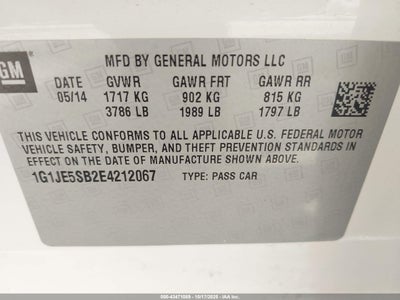 GM
MFD BY GENERAL MOTORS LLC
DATE GVWR GAWR FRT GAWR RR
05/14 1717 KG 902 KG 815 KG
3786 LB 1989 LB 1797 LB
THIS VEHICLE CONFORMS TO ALL APPLICABLE U.S. FEDERAL MOTOR
VEHICLE SAFETY, BUMPER, AND THEFT PREVENTION STANDARDS IN
EFFECT ON THE DATE OF MANUFACTURE SHOWN ABOVE.
1G1JE5SB2E4212067 TYPE: PASS CAR